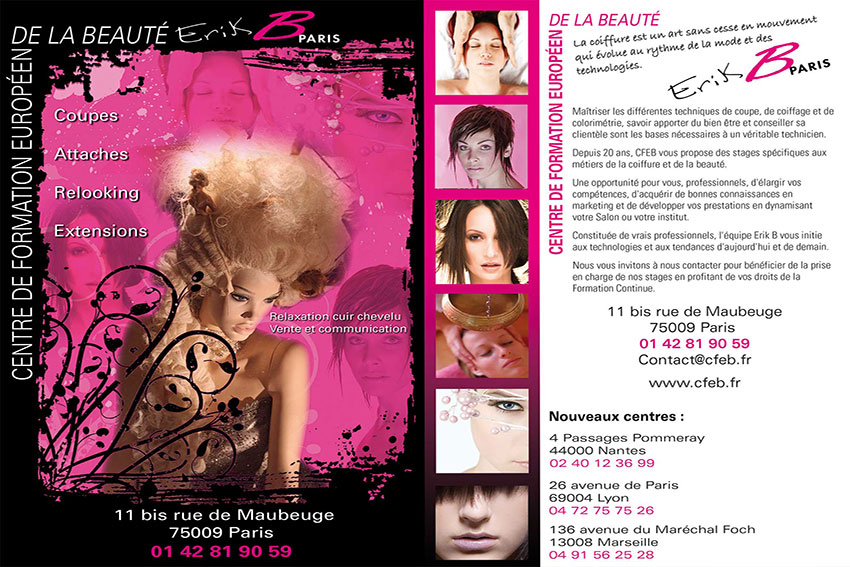 CENTRE DE FORMATION EUROPÉEN
DE LA BEAUTÉ Erik B PARIS
Coupes
Attaches
Relooking
Extensions
Relaxation cuir chevelu
Vente et communication
11 bis rue de Maubeuge
75009 Paris
01 42 81 90 59
CENTRE DE FORMATION EUROPÉEN
DE LA BEAUTÉ
La coiffure est un art sans cesse en mouvement
qui évolue au rythme de la mode et des
technologies.
Erik B PARIS
Maîtriser les différentes techniques de coupe, de coiffage et de
colorimétrie, savoir apporter du bien être et conseiller sa
clientèle sont les bases nécessaires à un véritable technicien.
Depuis 20 ans, CFEB vous propose des stages spécifiques aux
métiers de la coiffure et de la beauté.
Une opportunité pour vous, professionnels, d'élargir vos
compétences, d'acquérir de bonnes connaissances en
marketing et de développer vos prestations en dynamisant
votre Salon ou votre institut.
Constituée de vrais professionnels, l'équipe Erik B vous initie
aux technologies et aux tendances d'aujourd'hui et de demain.
Nous vous invitons à nous contacter pour bénéficier de la prise
en charge de nos stages en profitant de vos droits de la
Formation Continue.
11 bis rue de Maubeuge
75009 Paris
01 42 81 90 59
Contact@cfeb.fr
www.cfeb.fr
Nouveaux centres :
4 Passages Pommeray
44000 Nantes
02 40 12 36 99
26 avenue de Paris
69004 Lyon
04 72 75 75 26
136 avenue du Maréchal Foch
13008 Marseille
04 91 56 25 28